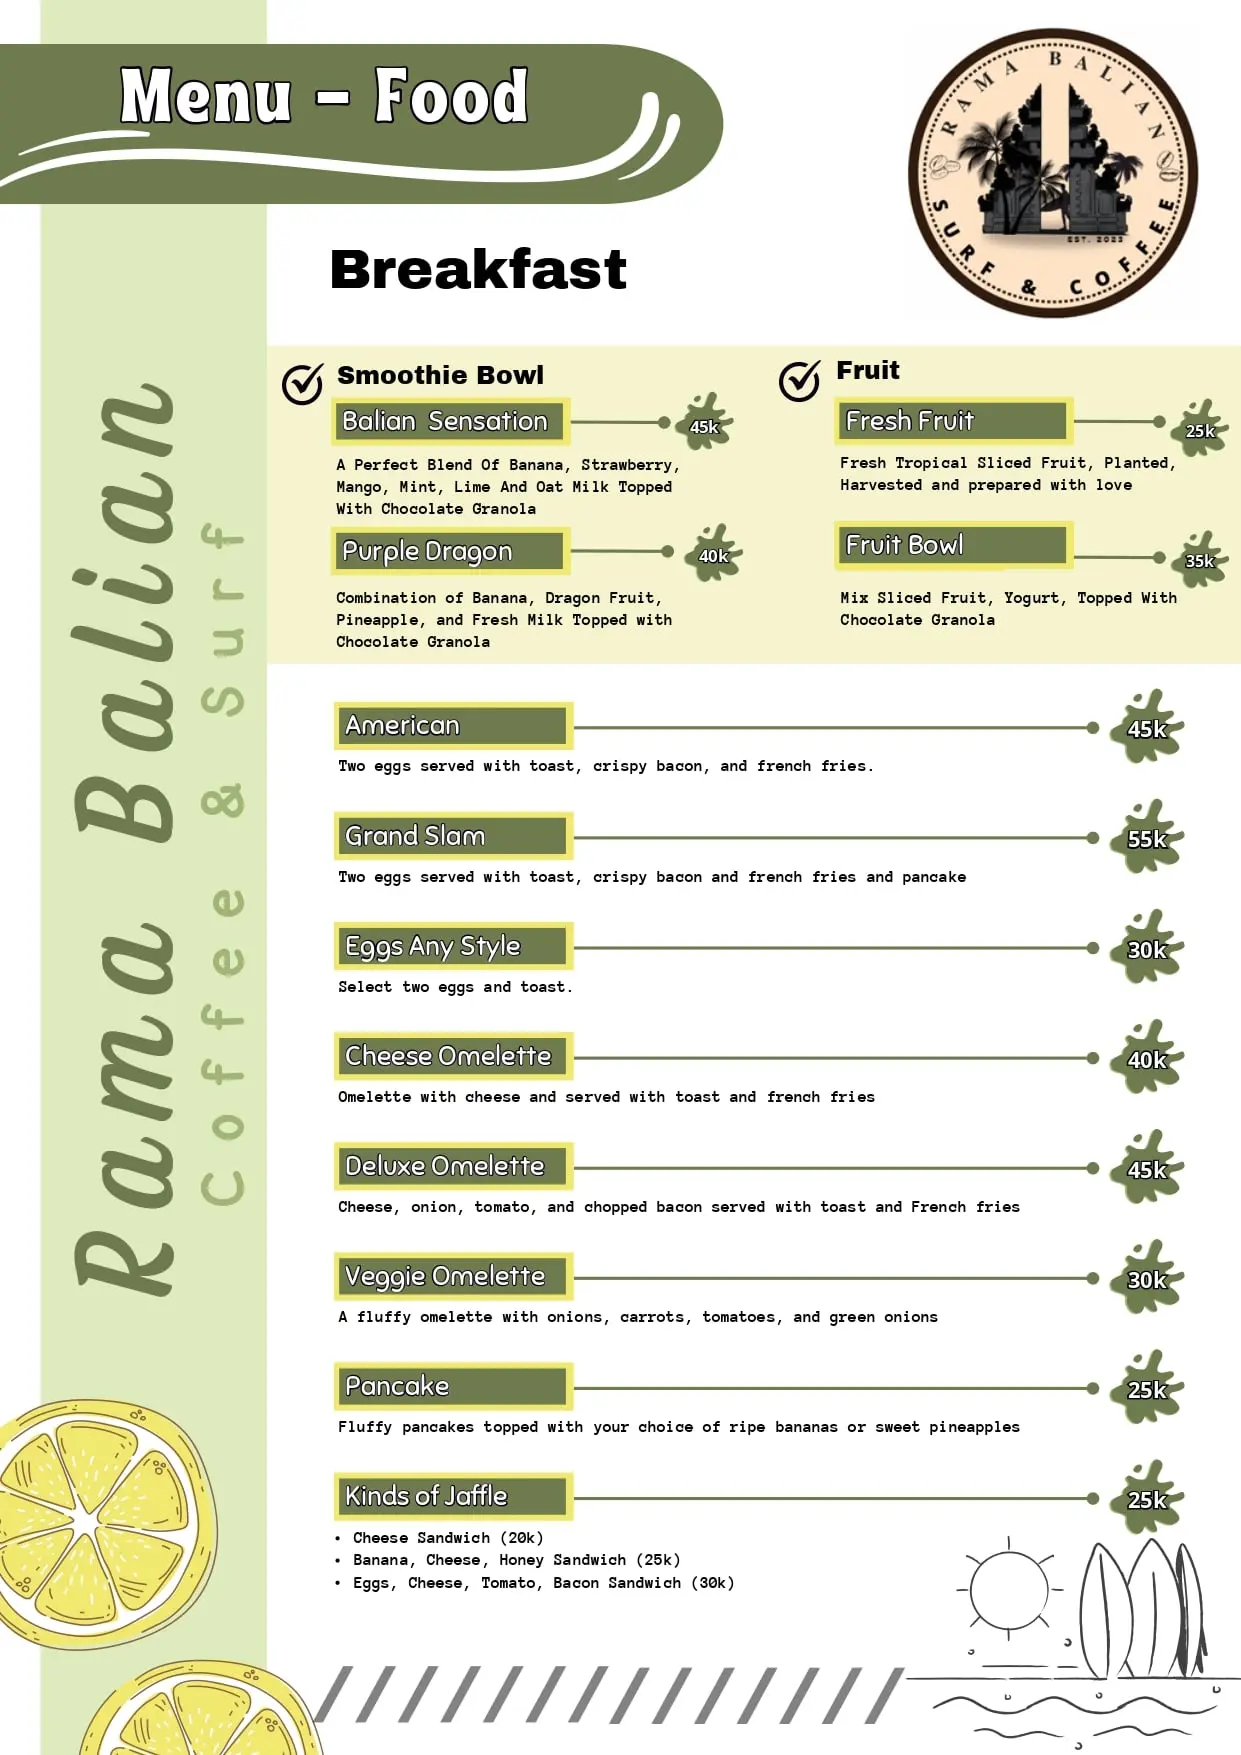 Menu - Food
RAMA BALIAN
EST. 2023
SURF & COFFEE
Breakfast
Smoothie Bowl
Balian Sensation
45k
A Perfect Blend Of Banana, Strawberry,
Mango, Mint, Lime And Oat Milk Topped
With Chocolate Granola
Purple Dragon
40k
Combination of Banana, Dragon Fruit,
Pineapple, and Fresh Milk Topped with
Chocolate Granola
Fruit
Fresh Fruit
25k
Fresh Tropical Sliced Fruit, Planted,
Harvested and prepared with love
Fruit Bowl
35k
Mix Sliced Fruit, Yogurt, Topped With
Chocolate Granola
American
45k
Two eggs served with toast, crispy bacon, and french fries.
Grand Slam
55k
Two eggs served with toast, crispy bacon and french fries and pancake
Eggs Any Style
30k
Select two eggs and toast.
Cheese Omelette
40k
Omelette with cheese and served with toast and french fries
Deluxe Omelette
45k
Cheese, onion, tomato, and chopped bacon served with toast and French fries
Veggie Omelette
30k
A fluffy omelette with onions, carrots, tomatoes, and green onions
Pancake
25k
Fluffy pancakes topped with your choice of ripe bananas or sweet pineapples
Kinds of Jaffle
25k
• Cheese Sandwich (20k)
• Banana, Cheese, Honey Sandwich (25k)
• Eggs, Cheese, Tomato, Bacon Sandwich (30k)
Rama Balian
Coffee & Surf